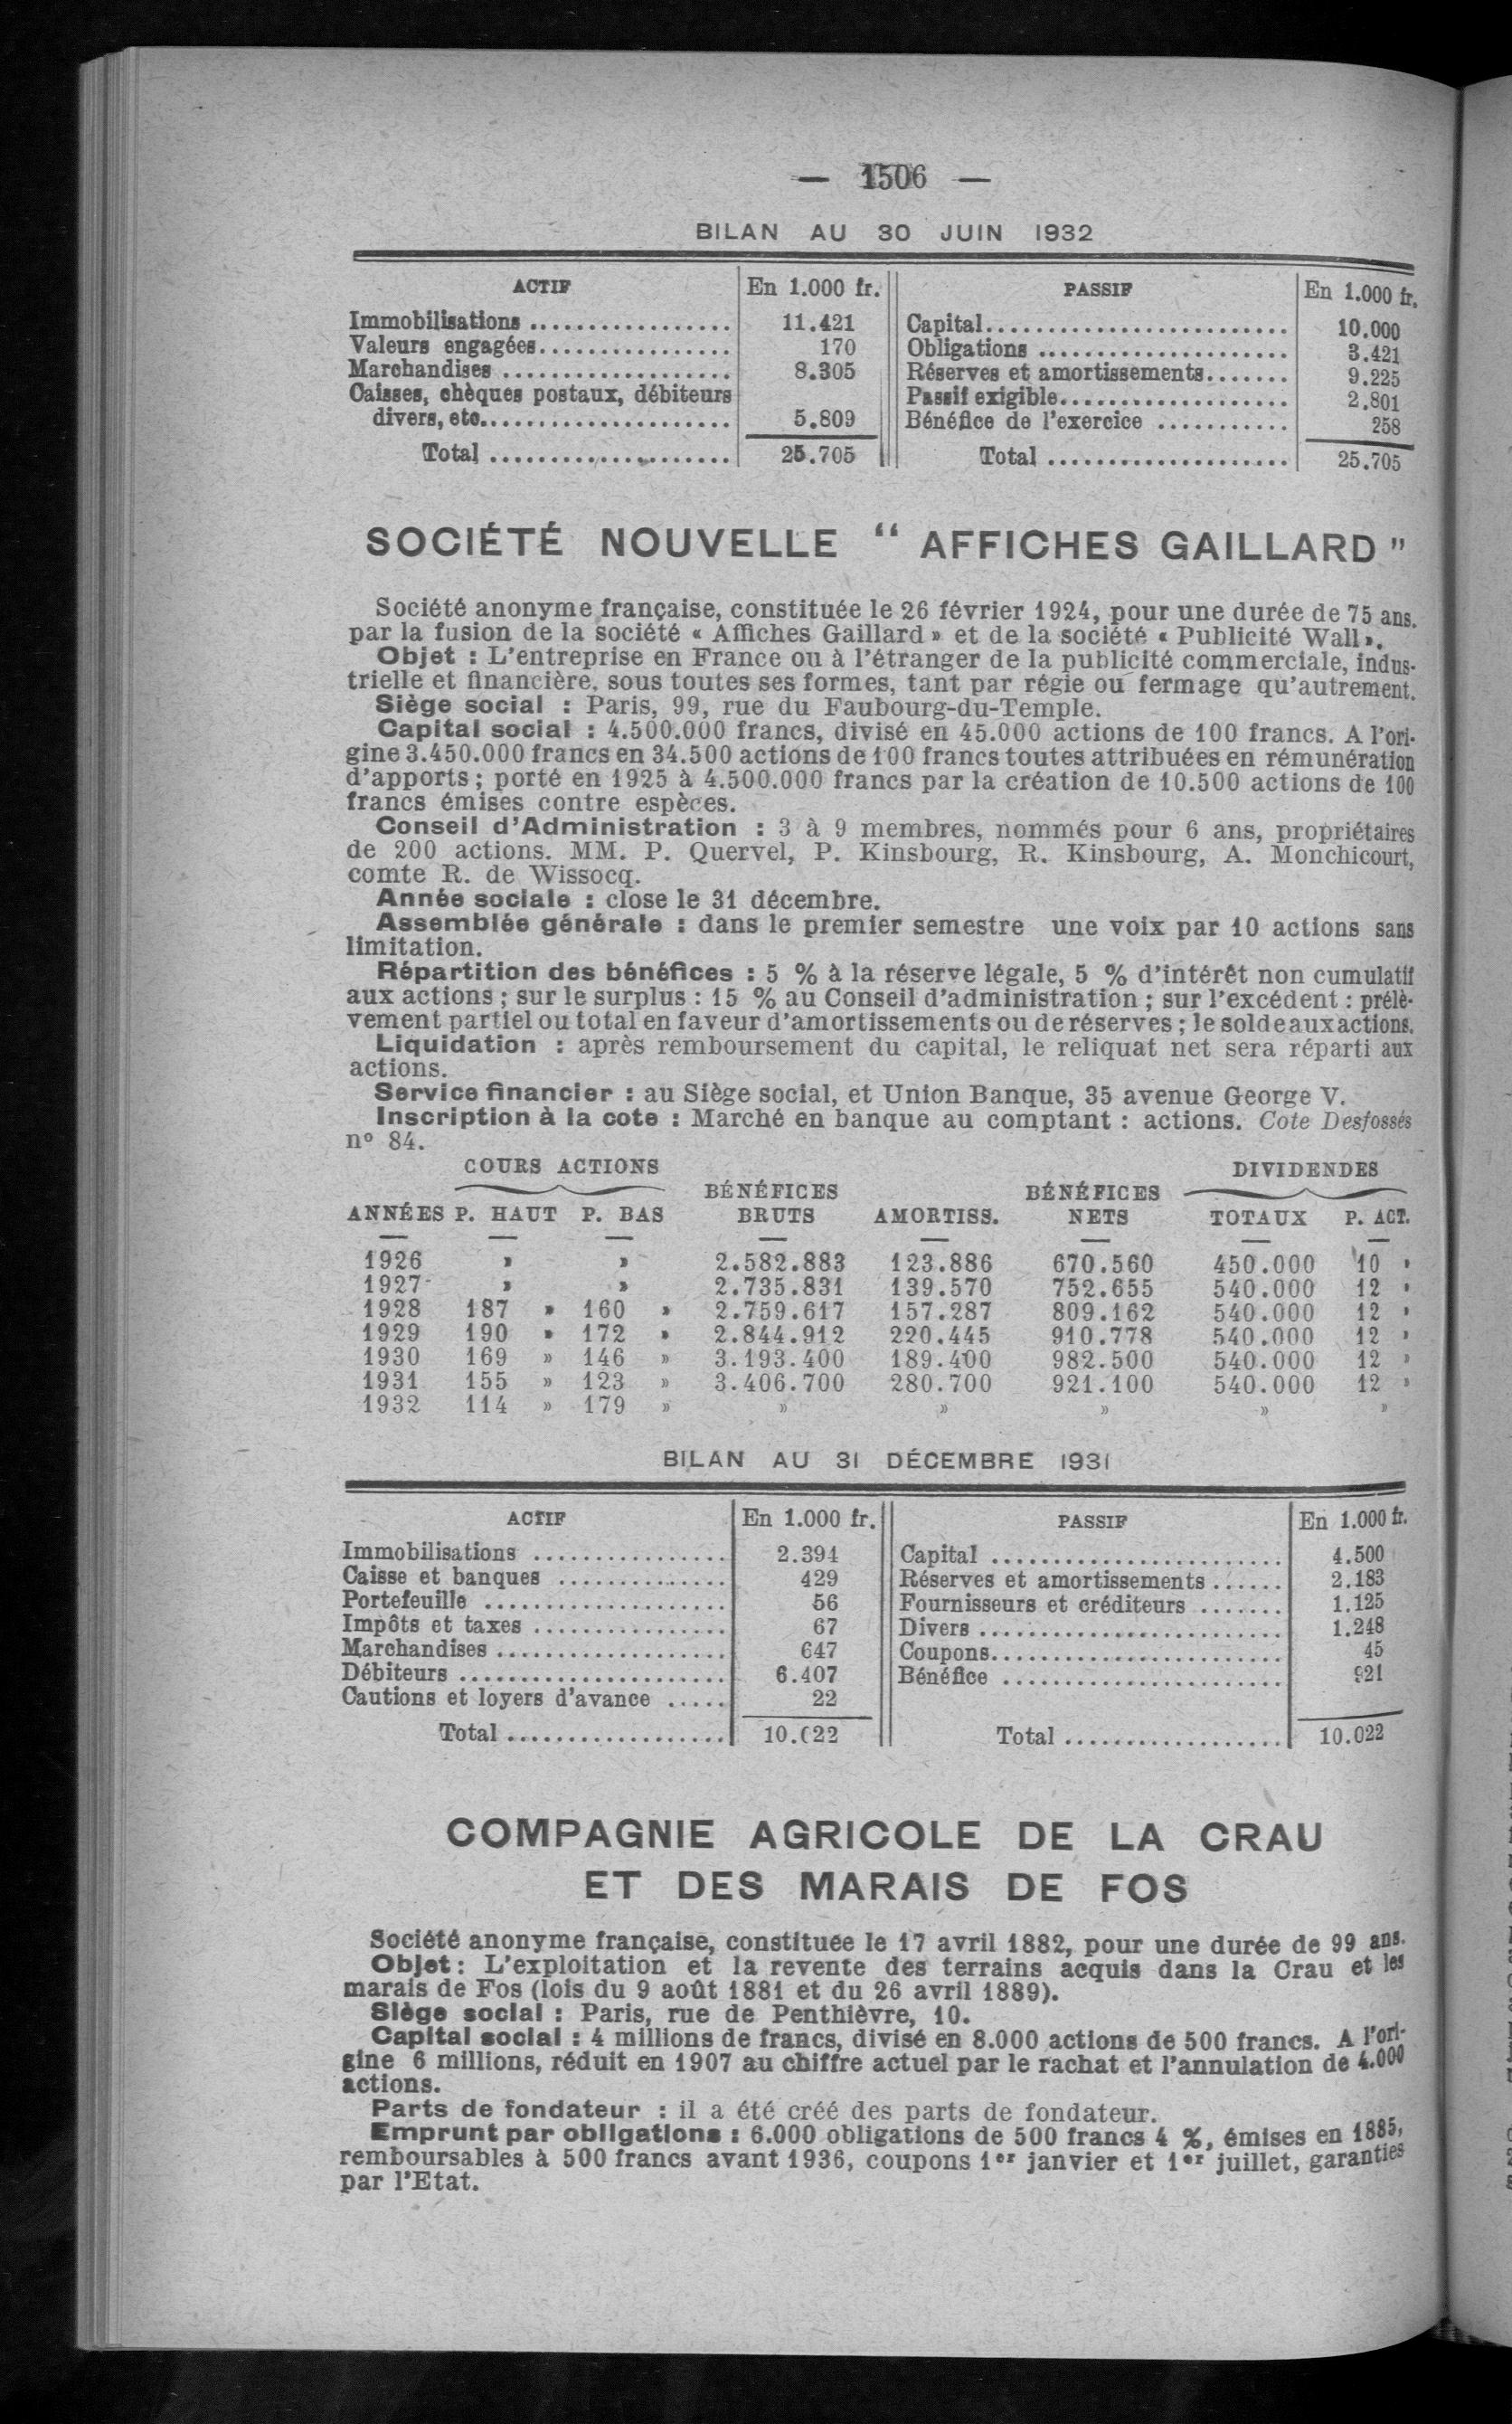 — 1506 —
BILAN AU 30 JUIN 1932
ACTIF En 1.000 fr. PASSIF En 1.000 fr.
Immobilisations ................. 11.421 Capital......................... 10.000
Valeurs engagées................ 170 Obligations ..................... 3.421
Marchandises ................... 8.305 Réserves et amortissements....... 9.225
Caisses, chèques postaux, débiteurs Passif exigible................... 2.801
divers, etc...................... 5.809 Bénéfice de l'exercice ........... 258
Total .................... 25.705 Total .................... 25.705
SOCIÉTÉ NOUVELLE " AFFICHES GAILLARD "
Société anonyme française, constituée le 26 février 1924, pour une durée de 75 ans.
par la fusion de la société « Affiches Gaillard » et de la société « Publicité Wall ».
Objet : L'entreprise en France ou à l'étranger de la publicité commerciale, indus-
trielle et financière, sous toutes ses formes, tant par régie ou fermage qu'autrement.
Siège social : Paris, 99, rue du Faubourg-du-Temple.
Capital social : 4.500.000 francs, divisé en 45.000 actions de 100 francs. A l'ori-
gine 3.450.000 francs en 34.500 actions de 100 francs toutes attribuées en rémunération
d'apports ; porté en 1925 à 4.500.000 francs par la création de 10.500 actions de 100
francs émises contre espèces.
Conseil d'Administration : 3 à 9 membres, nommés pour 6 ans, propriétaires
de 200 actions. MM. P. Quervel, P. Kinsbourg, R. Kinsbourg, A. Monchicourt,
comte R. de Wissocq.
Année sociale : close le 31 décembre.
Assemblée générale : dans le premier semestre une voix par 10 actions sans
limitation.
Répartition des bénéfices : 5 % à la réserve légale, 5 % d'intérêt non cumulatif
aux actions ; sur le surplus : 15 % au Conseil d'administration ; sur l'excédent : prélè-
vement partiel ou total en faveur d'amortissements ou de réserves ; le solde aux actions.
Liquidation : après remboursement du capital, le reliquat net sera réparti aux
actions.
Service financier : au Siège social, et Union Banque, 35 avenue George V.
Inscription à la cote : Marché en banque au comptant : actions. Cote Desfossés
nº 84.
COURS ACTIONS DIVIDENDES
BÉNÉFICES BÉNÉFICES
ANNÉES P. HAUT P. BAS BRUTS AMORTISS. NETS TOTAUX P. ACT.
1926 » » 2.582.883 123.886 670.560 450.000 10 »
1927 » » 2.735.831 139.570 752.655 540.000 12 »
1928 187 » 160 » 2.759.617 157.287 809.162 540.000 12 »
1929 190 » 172 » 2.844.912 220.445 910.778 540.000 12 »
1930 169 » 146 » 3.193.400 189.400 982.500 540.000 12 »
1931 155 » 123 » 3.406.700 280.700 921.100 540.000 12 »
1932 114 » 179 » » » » » »
BILAN AU 31 DÉCEMBRE 1931
ACTIF En 1.000 fr. PASSIF En 1.000 fr.
Immobilisations ................ 2.394 Capital ........................ 4.500
Caisse et banques .............. 429 Réserves et amortissements ...... 2.183
Portefeuille .................... 56 Fournisseurs et créditeurs ....... 1.125
Impôts et taxes ................ 67 Divers ......................... 1.248
Marchandises ................... 647 Coupons........................ 45
Débiteurs ...................... 6.407 Bénéfice ....................... 921
Cautions et loyers d'avance ..... 22
Total .................. 10.022 Total .................. 10.022
COMPAGNIE AGRICOLE DE LA CRAU
ET DES MARAIS DE FOS
Société anonyme française, constituée le 17 avril 1882, pour une durée de 99 ans.
Objet : L'exploitation et la revente des terrains acquis dans la Crau et les
marais de Fos (lois du 9 août 1881 et du 26 avril 1889).
Siège social : Paris, rue de Penthièvre, 10.
Capital social : 4 millions de francs, divisé en 8.000 actions de 500 francs. A l'ori-
gine 6 millions, réduit en 1907 au chiffre actuel par le rachat et l'annulation de 4.000
actions.
Parts de fondateur : il a été créé des parts de fondateur.
Emprunt par obligations : 6.000 obligations de 500 francs 4 %, émises en 1885,
remboursables à 500 francs avant 1936, coupons 1er janvier et 1er juillet, garanties
par l'Etat.